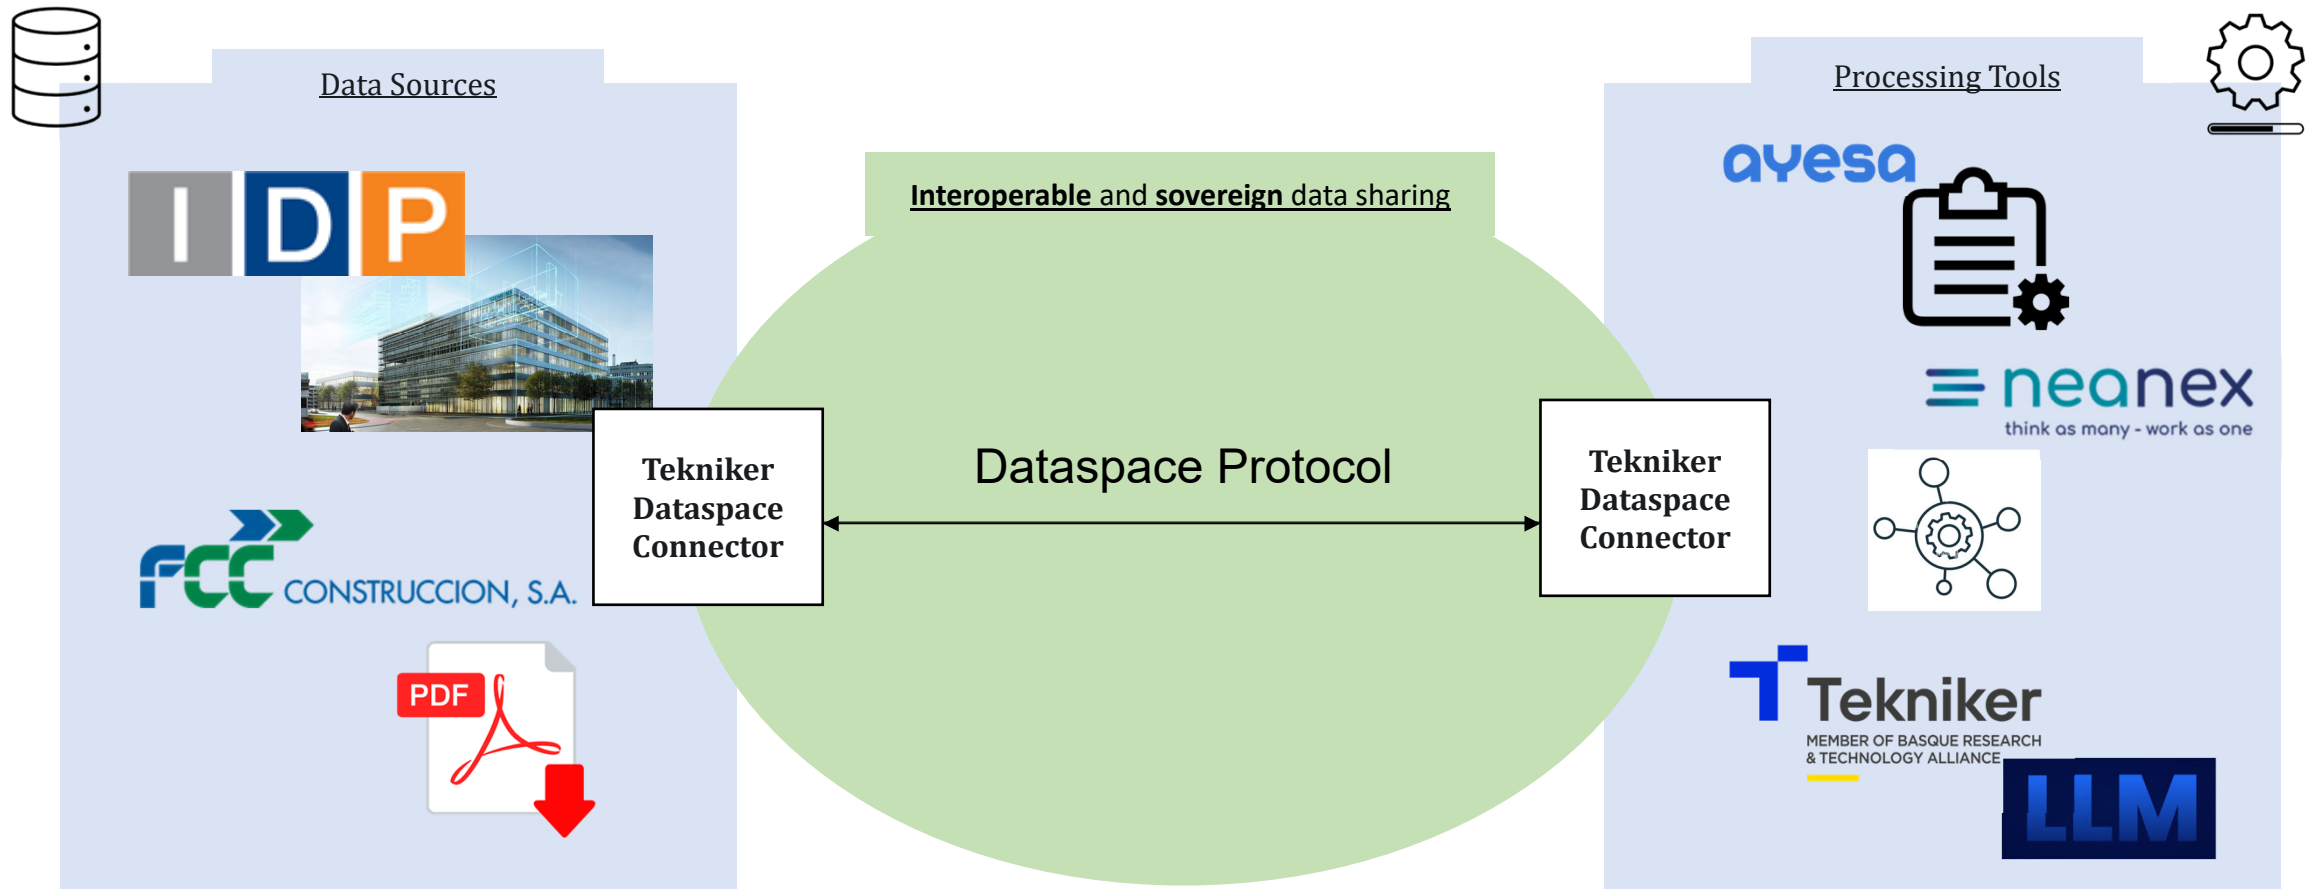 Data Sources
IDP
Tekniker
Dataspace
Connector
FCC CONSTRUCCION, S.A.
PDF
Interoperable and sovereign data sharing
Dataspace Protocol
Processing Tools
ayesa
neanex
think as many - work as one
Tekniker
Dataspace
Connector
Tekniker
MEMBER OF BASQUE RESEARCH
& TECHNOLOGY ALLIANCE
LLM